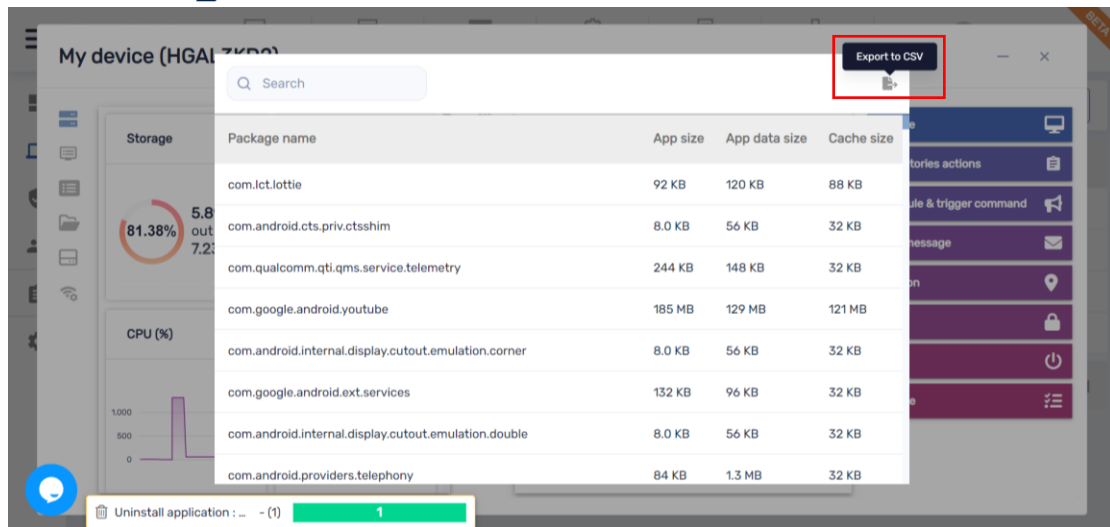 BETA
My device (HGALZKD2)
Export to CSV
Search
Storage
Package name App size App data size Cache size
com.lct.lottie 92 KB 120 KB 88 KB
81.38%
5.8
out
7.23
com.android.cts.priv.ctsshim 8.0 KB 56 KB 32 KB
com.qualcomm.qti.qms.service.telemetry 244 KB 148 KB 32 KB
com.google.android.youtube 185 MB 129 MB 121 MB
CPU (%)
com.android.internal.display.cutout.emulation.corner 8.0 KB 56 KB 32 KB
com.google.android.ext.services 132 KB 96 KB 32 KB
1.000
500
0
com.android.internal.display.cutout.emulation.double 8.0 KB 56 KB 32 KB
com.android.providers.telephony 84 KB 1.3 MB 32 KB
e
tories actions
ule & trigger command
nessage
on
e
Uninstall application : ... - (1) 1